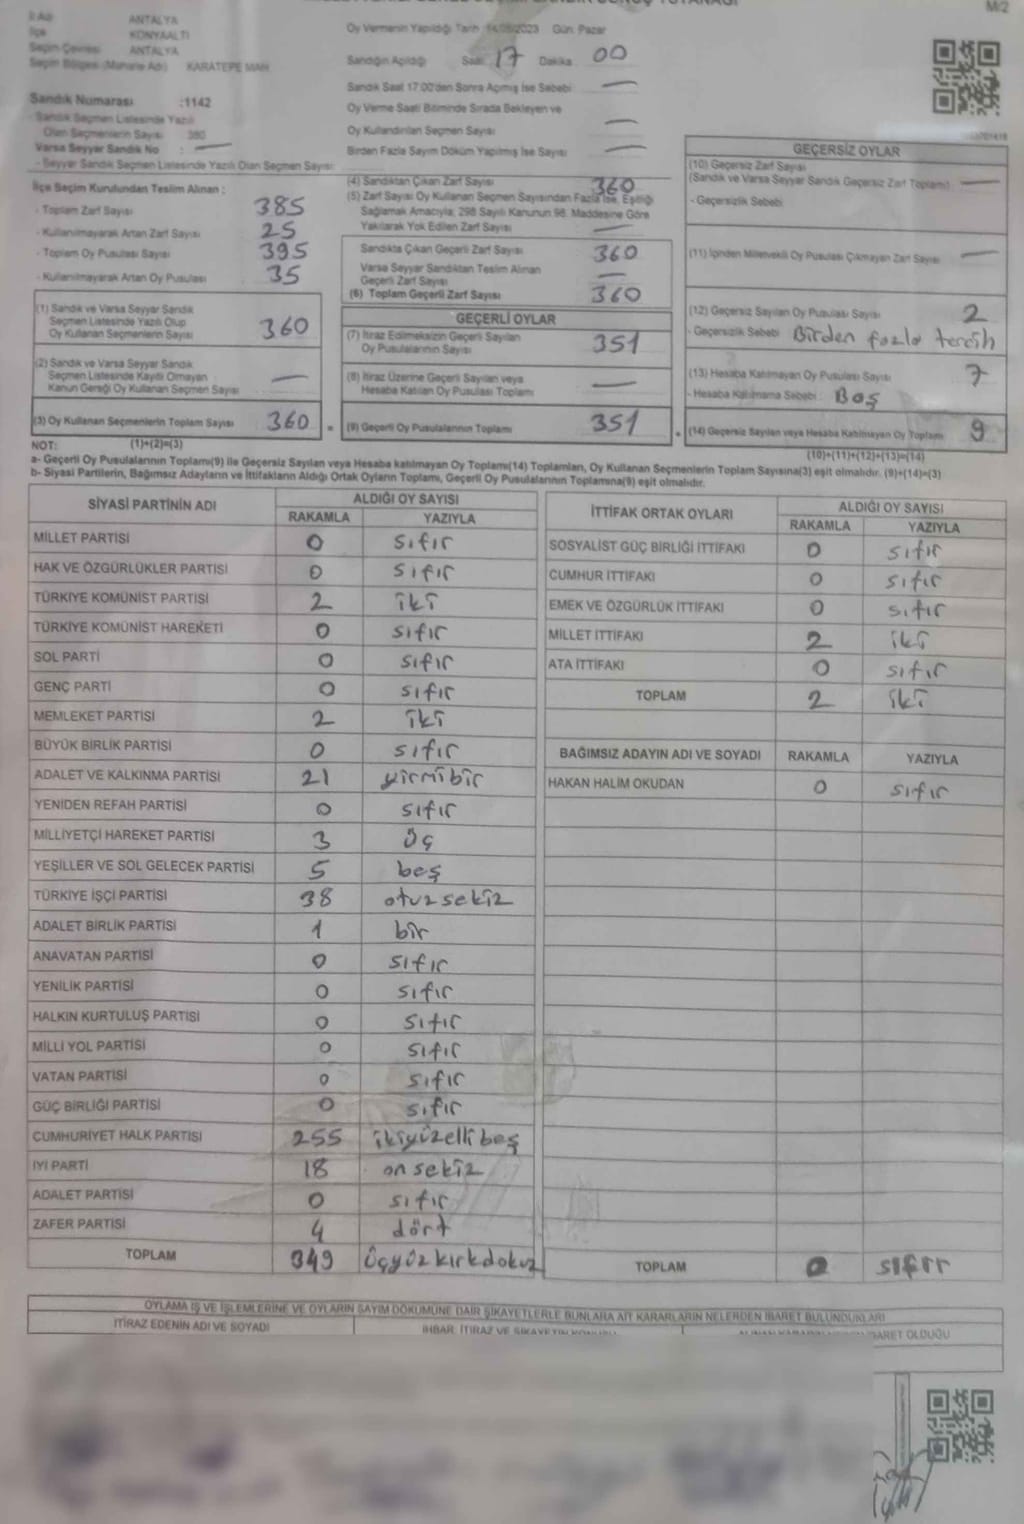 M/2
İl Adı ANTALYA
İlçe KONYAALTI
Seçim Çevresi ANTALYA
Seçim Bölgesi (Mahalle Adı) KARATEPE MAH
Sandık Numarası :1142
- Sandık Seçmen Listesinde Yazılı
Olan Seçmenlerin Sayısı 380
Varsa Seyyar Sandık No : —
- Seyyar Sandık Seçmen Listesinde Yazılı Olan Seçmen Sayısı:
Oy Vermenin Yapıldığı Tarih 14/05/2023 Gün: Pazar
Sandığın Açıldığı Saat 17 Dakika 00
Sandık Saat 17:00'den Sonra Açılmış İse Sebebi —
Oy Verme Saati Bitiminde Sırada Bekleyen ve
Oy Kullandırılan Seçmen Sayısı —
Birden Fazla Sayım Döküm Yapılmış İse Sayısı —
İlçe Seçim Kurulundan Teslim Alınan :
- Toplam Zarf Sayısı 385
- Kullanılmayarak Artan Zarf Sayısı 25
- Toplam Oy Pusulası Sayısı 395
- Kullanılmayarak Artan Oy Pusulası 35
(1) Sandık ve Varsa Seyyar Sandık
Seçmen Listesinde Yazılı Olup
Oy Kullanan Seçmenlerin Sayısı 360
(2) Sandık ve Varsa Seyyar Sandık
Seçmen Listesinde Kayıtlı Olmayan
Kanun Gereği Oy Kullanan Seçmen Sayısı —
(3) Oy Kullanan Seçmenlerin Toplam Sayısı 360
(4) Sandıktan Çıkan Zarf Sayısı 360
(5) Zarf Sayısı Oy Kullanan Seçmen Sayısından Fazla İse, Eşitliği
Sağlamak Amacıyla, 298 Sayılı Kanunun 98. Maddesine Göre
Yakılarak Yok Edilen Zarf Sayısı —
Sandıkta Çıkan Geçerli Zarf Sayısı 360
Varsa Seyyar Sandıktan Teslim Alınan
Geçerli Zarf Sayısı —
(6) Toplam Geçerli Zarf Sayısı 360
GEÇERLİ OYLAR
(7) İtiraz Edilmeksizin Geçerli Sayılan
Oy Pusulalarının Sayısı 351
(8) İtiraz Üzerine Geçerli Sayılan veya
Hesaba Katılan Oy Pusulası Toplamı —
(9) Geçerli Oy Pusulalarının Toplamı 351
GEÇERSİZ OYLAR
(10) Geçersiz Zarf Sayısı
(Sandık ve Varsa Seyyar Sandık Geçersiz Zarf Toplamı) —
- Geçersizlik Sebebi
(11) İçinden Milletvekili Oy Pusulası Çıkmayan Zarf Sayısı —
(12) Geçersiz Sayılan Oy Pusulası Sayısı 2
- Geçersizlik Sebebi Birden fazla tercih
(13) Hesaba Katılmayan Oy Pusulası Sayısı 7
- Hesaba Katılmama Sebebi : Boş
(14) Geçersiz Sayılan veya Hesaba Katılmayan Oy Toplamı 9
NOT: (1)+(2)=(3) (10)+(11)+(12)+(13)=(14)
a- Geçerli Oy Pusulalarının Toplamı(9) ile Geçersiz Sayılan veya Hesaba katılmayan Oy Toplamı(14) Toplamları, Oy Kullanan Seçmenlerin Toplam Sayısına(3) eşit olmalıdır. (9)+(14)=(3)
b- Siyasi Partilerin, Bağımsız Adayların ve İttifakların Aldığı Ortak Oyların Toplamı, Geçerli Oy Pusulalarının Toplamına(9) eşit olmalıdır.
SİYASİ PARTİNİN ADI ALDIĞI OY SAYISI
RAKAMLA YAZIYLA
MİLLET PARTİSİ 0 sıfır
HAK VE ÖZGÜRLÜKLER PARTİSİ 0 sıfır
TÜRKİYE KOMÜNİST PARTİSİ 2 iki
TÜRKİYE KOMÜNİST HAREKETİ 0 sıfır
SOL PARTİ 0 sıfır
GENÇ PARTİ 0 sıfır
MEMLEKET PARTİSİ 2 iki
BÜYÜK BİRLİK PARTİSİ 0 sıfır
ADALET VE KALKINMA PARTİSİ 21 yirmibir
YENİDEN REFAH PARTİSİ 0 sıfır
MİLLİYETÇİ HAREKET PARTİSİ 3 üç
YEŞİLLER VE SOL GELECEK PARTİSİ 5 beş
TÜRKİYE İŞÇİ PARTİSİ 38 otuzsekiz
ADALET BİRLİK PARTİSİ 1 bir
ANAVATAN PARTİSİ 0 sıfır
YENİLİK PARTİSİ 0 sıfır
HALKIN KURTULUŞ PARTİSİ 0 sıfır
MİLLİ YOL PARTİSİ 0 sıfır
VATAN PARTİSİ 0 sıfır
GÜÇ BİRLİĞİ PARTİSİ 0 sıfır
CUMHURİYET HALK PARTİSİ 255 ikiyüzellibeş
İYİ PARTİ 18 onsekiz
ADALET PARTİSİ 0 sıfır
ZAFER PARTİSİ 4 dört
TOPLAM 349 Üçyüzkırkdokuz
İTTİFAK ORTAK OYLARI ALDIĞI OY SAYISI
RAKAMLA YAZIYLA
SOSYALİST GÜÇ BİRLİĞİ İTTİFAKI 0 sıfır
CUMHUR İTTİFAKI 0 sıfır
EMEK VE ÖZGÜRLÜK İTTİFAKI 0 sıfır
MİLLET İTTİFAKI 2 iki
ATA İTTİFAKI 0 sıfır
TOPLAM 2 iki
BAĞIMSIZ ADAYIN ADI VE SOYADI RAKAMLA YAZIYLA
HAKAN HALİM OKUDAN 0 sıfır
TOPLAM 0 sıfır
OYLAMA İŞ VE İŞLEMLERİNE VE OYLARIN SAYIM DÖKÜMÜNE DAİR ŞİKAYETLERLE BUNLARA AİT KARARLARIN NELERDEN İBARET BULUNDUKLARI
İTİRAZ EDENİN ADI VE SOYADI
İHBAR, İTİRAZ VE ŞİKAYETİN KONUSU
OLDUĞU